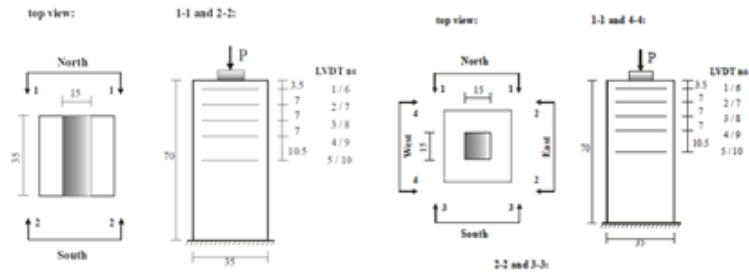 top view:
1-1 and 2-2:
North
1 1
15
35
2 2
South
P
LVDT no
3.5 1 / 6
7 2 / 7
7 3 / 8
7 4 / 9
10.5 5 / 10
70
35
top view:
1-1 and 4-4:
North
1 1
15
4 2
West
15
East
4 2
3 3
South
P
LVDT no
3.5 1 / 6
7 2 / 7
7 3 / 8
7 4 / 9
10.5 5 / 10
70
35
2-2 and 3-3: